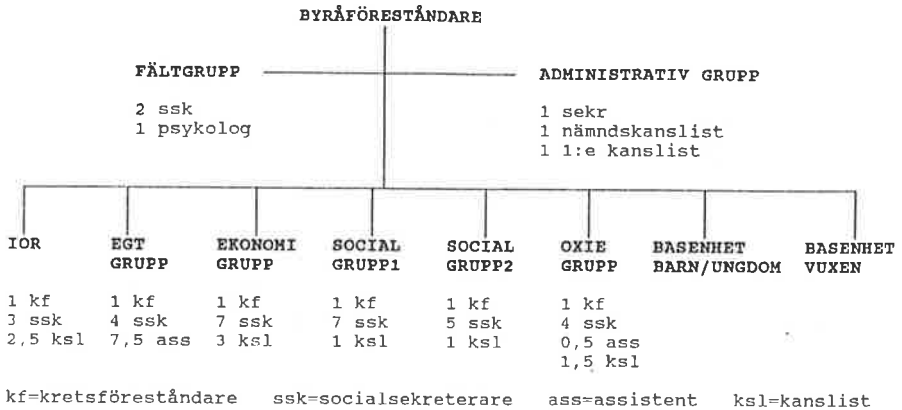 BYRÅFÖRESTÅNDARE
FÄLTGRUPP ADMINISTRATIV GRUPP
2 ssk 1 sekr
1 psykolog 1 nämndskanslist
1 1:e kanslist
IOR EGT EKONOMI SOCIAL SOCIAL OXIE BASENHET BASENHET
GRUPP GRUPP GRUPP1 GRUPP2 GRUPP BARN/UNGDOM VUXEN
1 kf 1 kf 1 kf 1 kf 1 kf 1 kf
3 ssk 4 ssk 7 ssk 7 ssk 5 ssk 4 ssk
2,5 ksl 7,5 ass 3 ksl 1 ksl 1 ksl 0,5 ass
1,5 ksl
kf=kretsföreståndare ssk=socialsekreterare ass=assistent ksl=kanslist